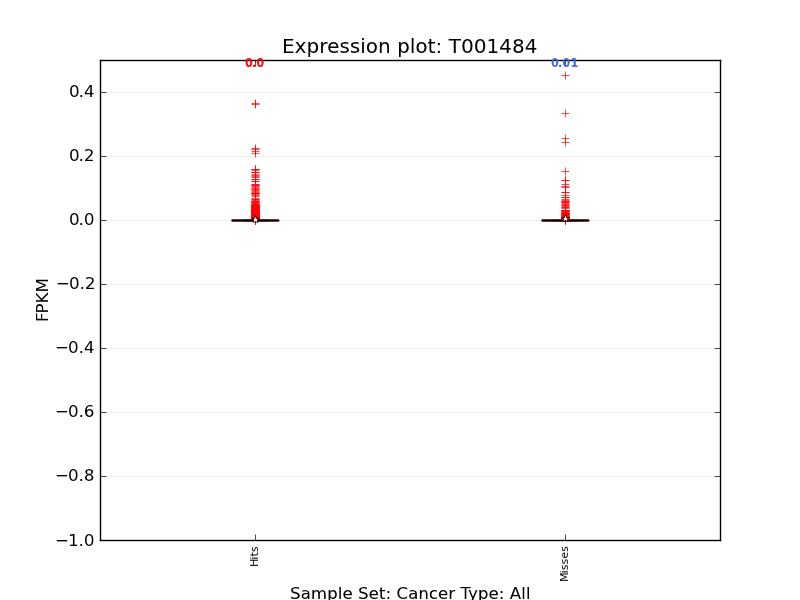 Expression plot: T001484
0.0
0.01
0.4
0.2
0.0
−0.2
−0.4
−0.6
−0.8
−1.0
FPKM
Hits
Misses
Sample Set: Cancer Type: All